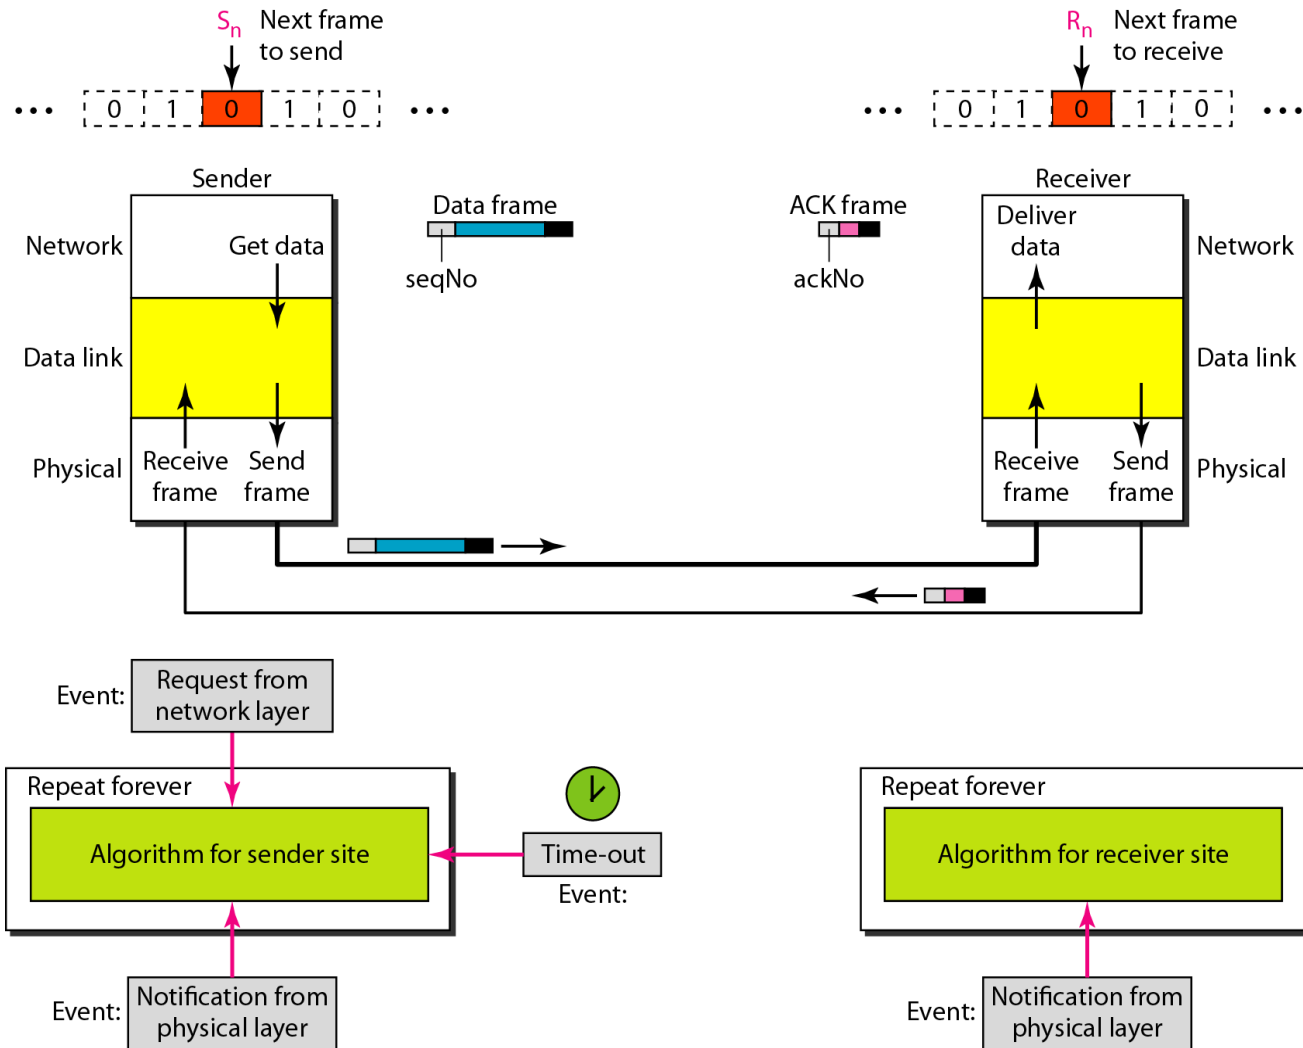 Sn Next frame
to send
Rn Next frame
to receive
... 0 1 0 1 0 ...
... 0 1 0 1 0 ...
Sender
Receiver
Data frame
seqNo
ACK frame
ackNo
Network
Get data
Deliver
data
Network
Data link
Data link
Physical
Receive
frame
Send
frame
Receive
frame
Send
frame
Physical
Event:
Request from
network layer
Repeat forever
Algorithm for sender site
Time-out
Event:
Event:
Notification from
physical layer
Repeat forever
Algorithm for receiver site
Event:
Notification from
physical layer